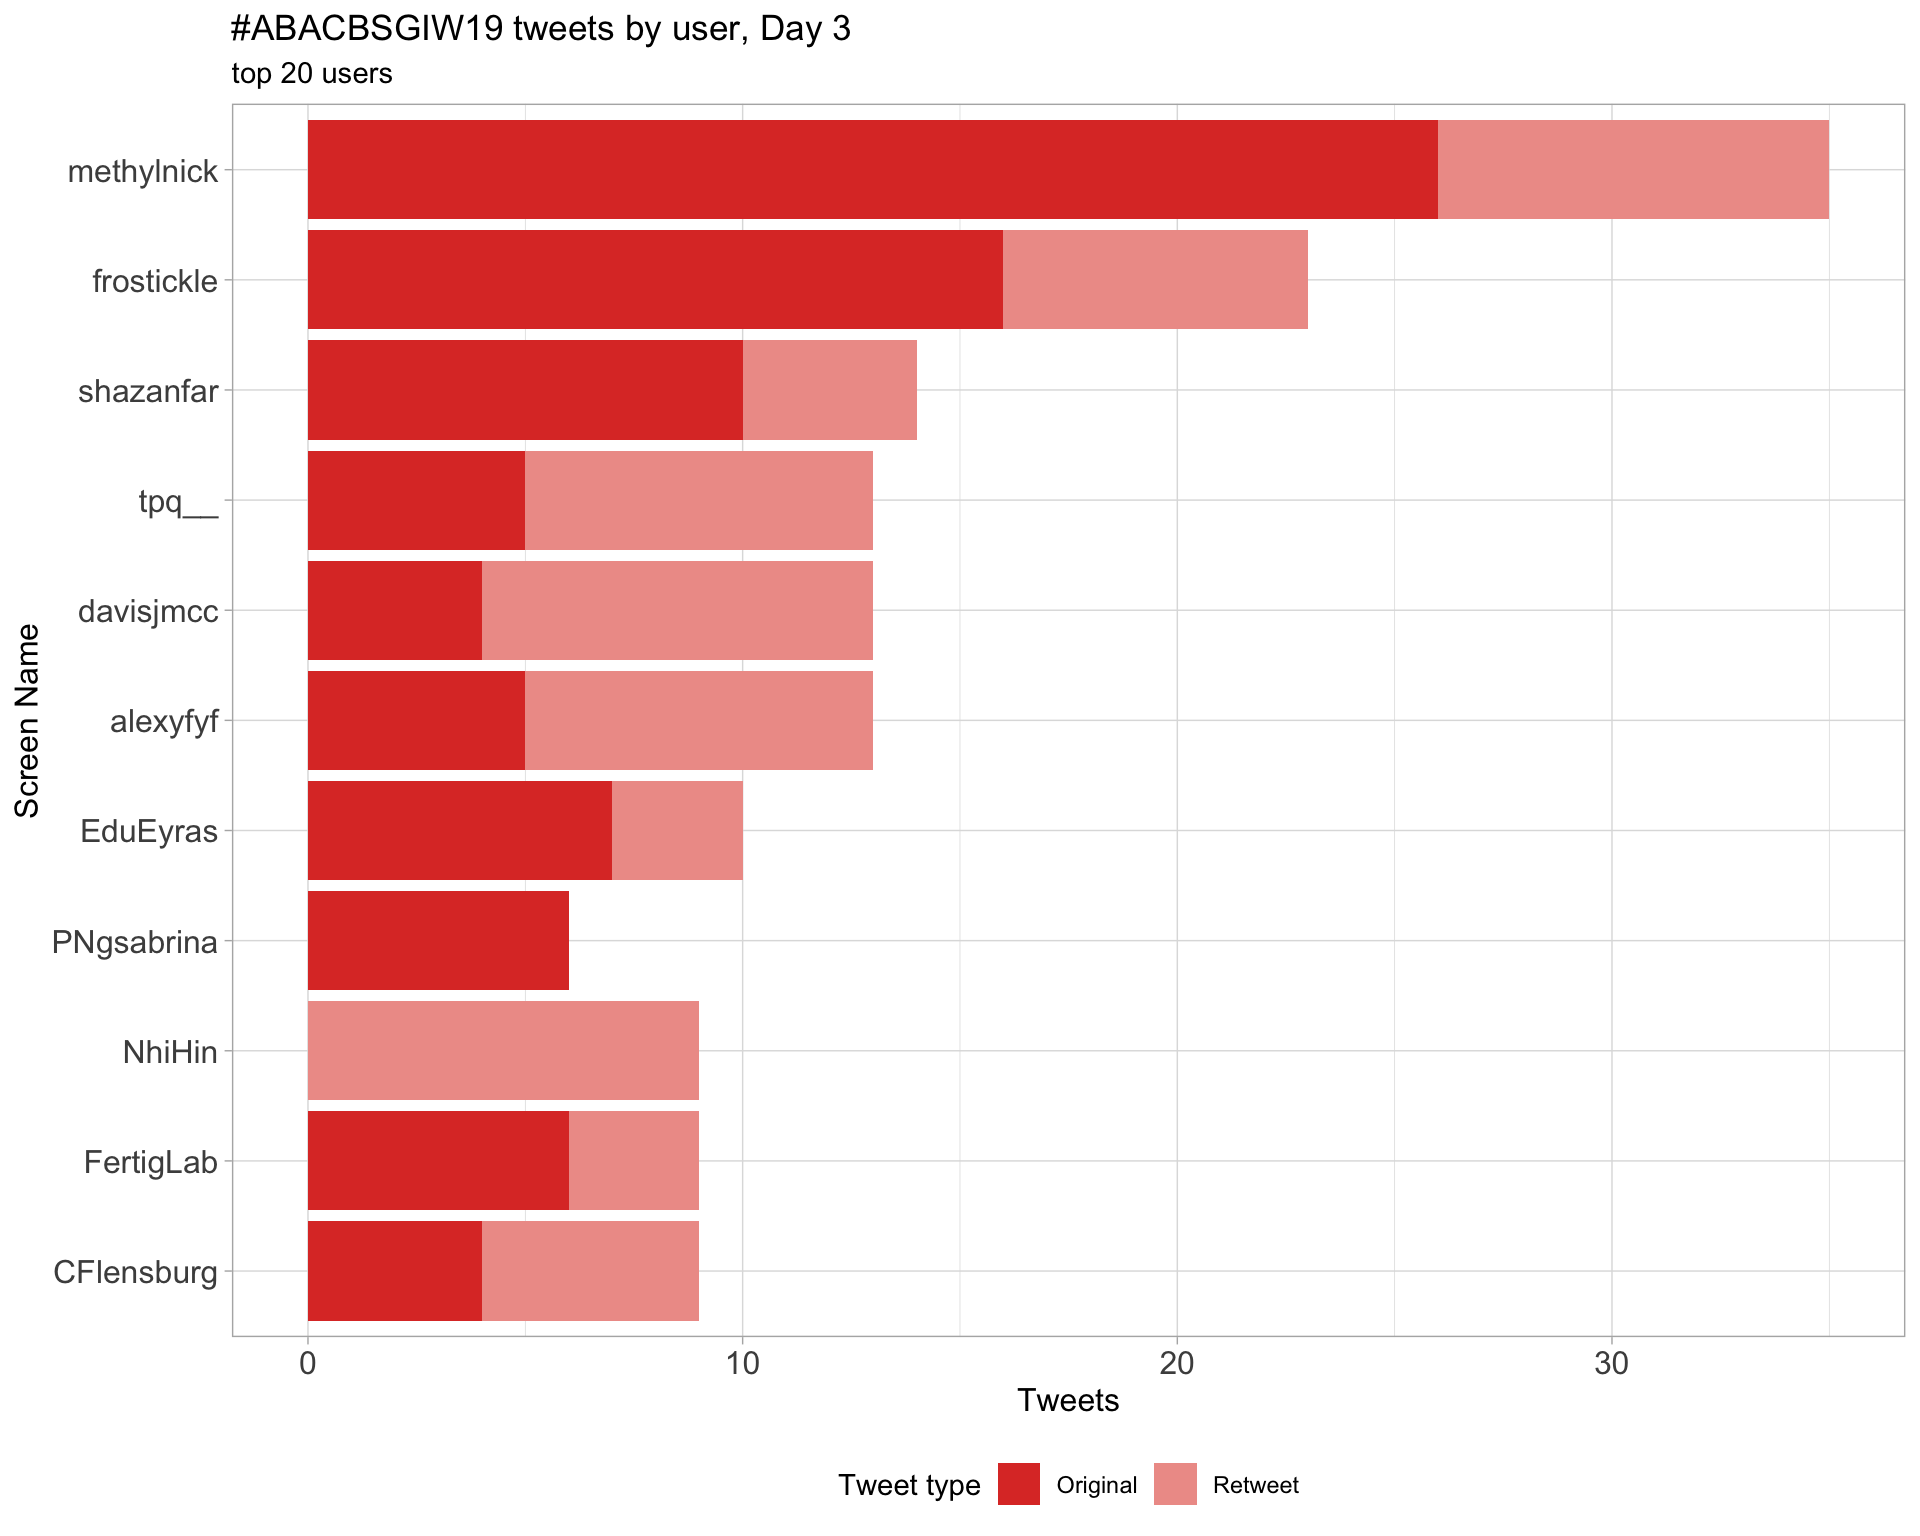 #ABACBSGIW19 tweets by user, Day 3
top 20 users
Screen Name
methylnick
frostickle
shazanfar
tpq__
davisjmcc
alexyfyf
EduEyras
PNgsabrina
NhiHin
FertigLab
CFlensburg
0 10 20 30
Tweets
Tweet type Original Retweet